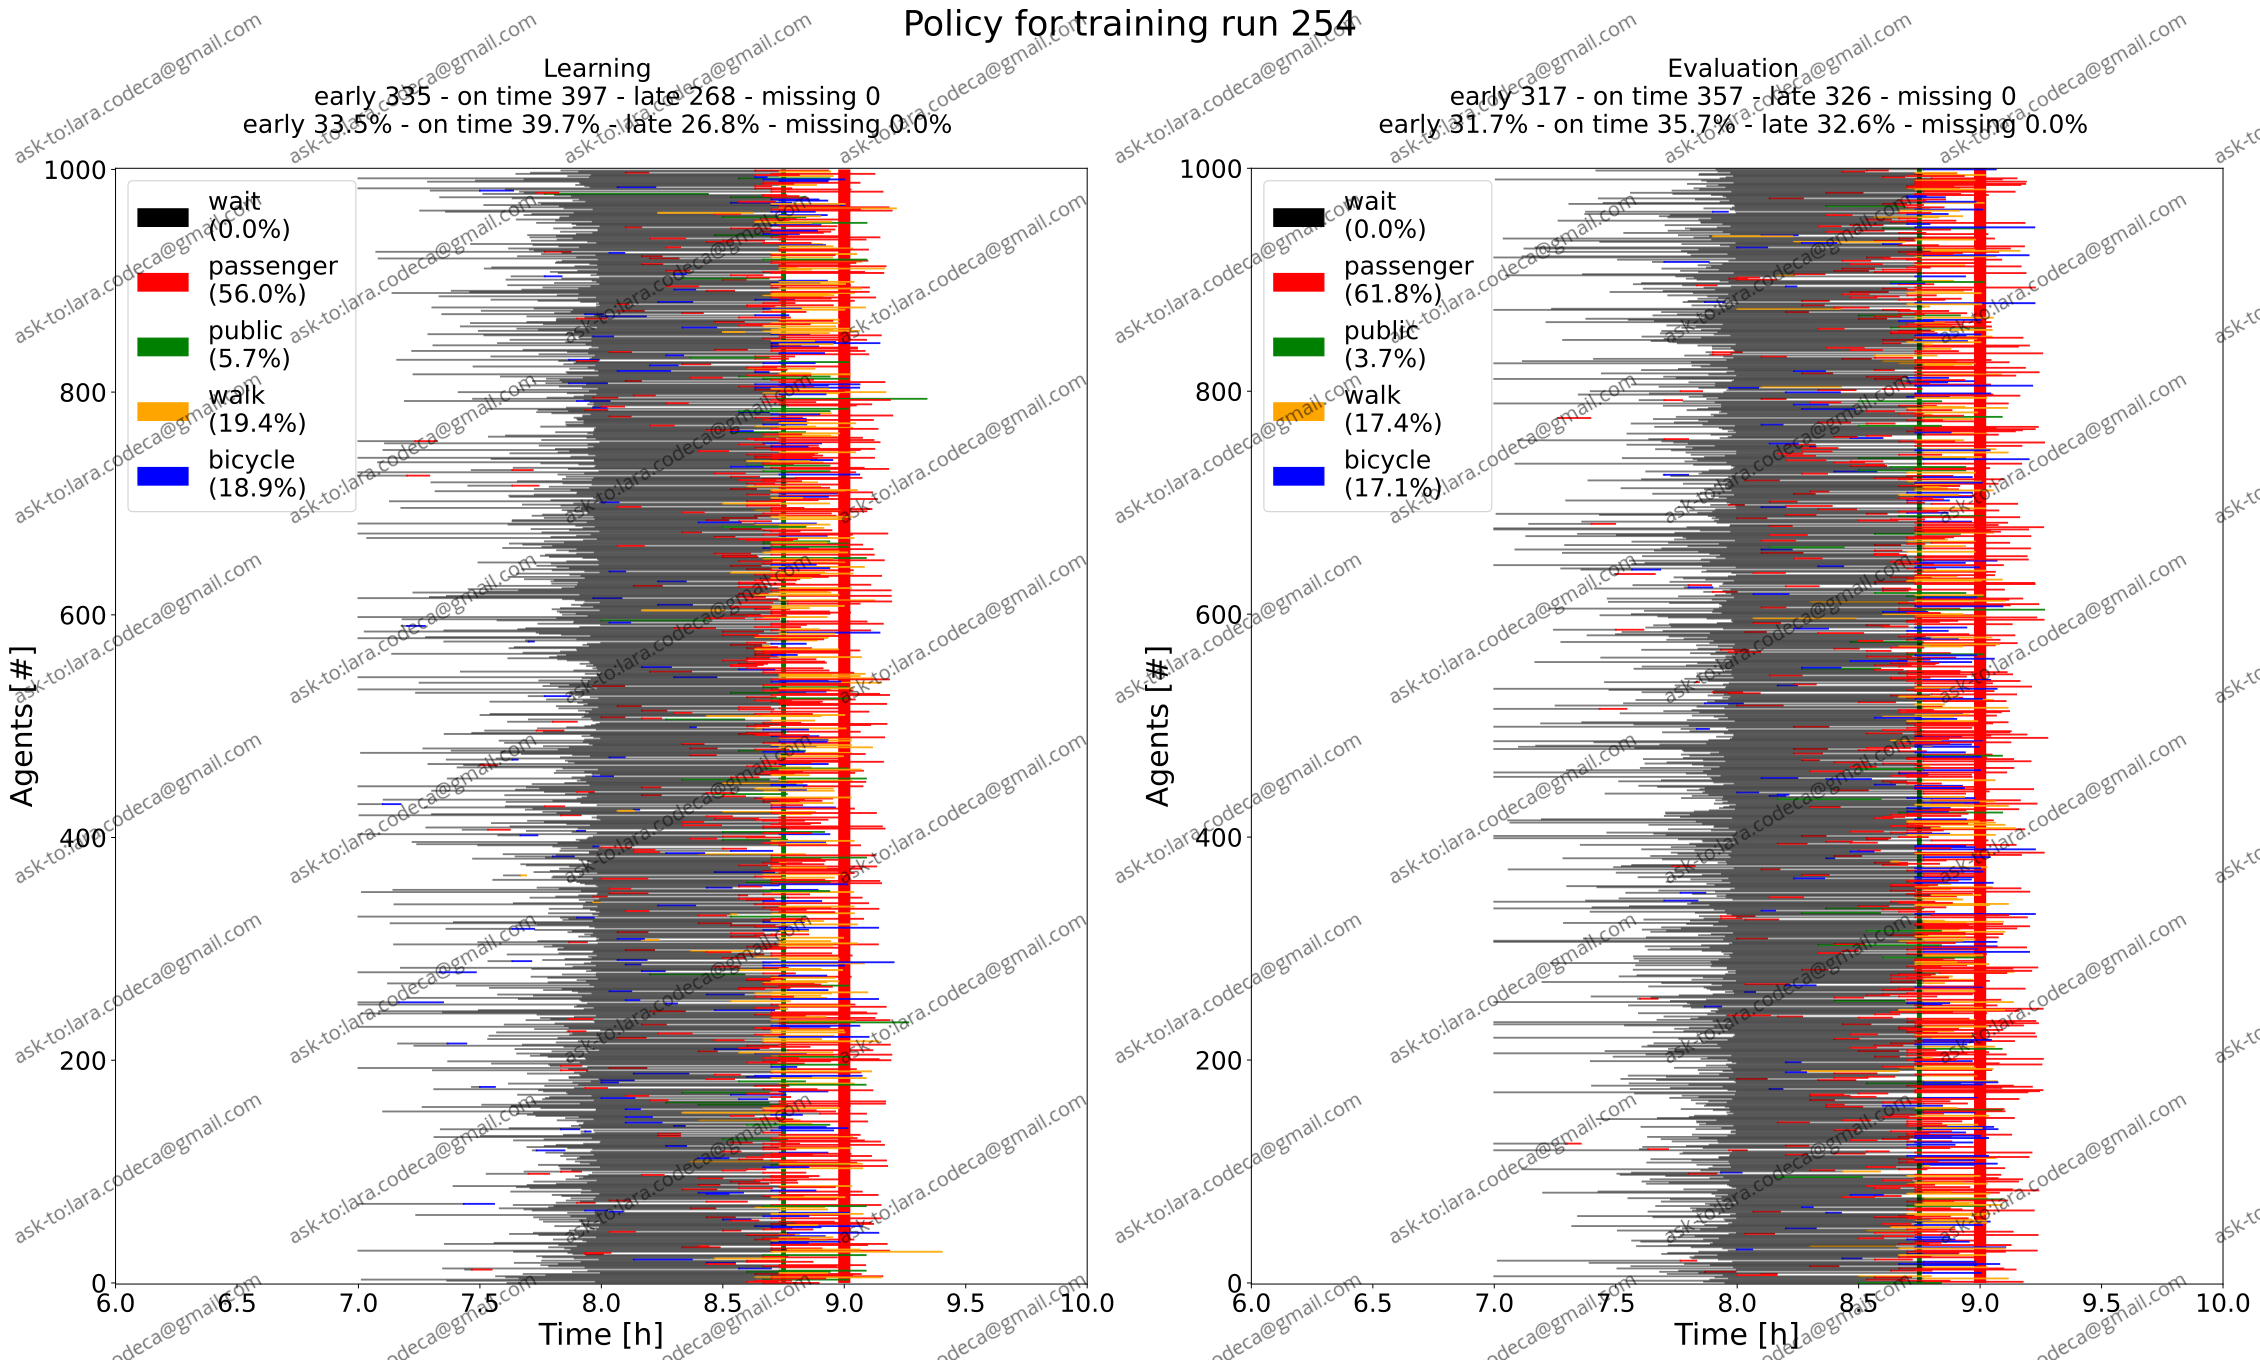 Policy for training run 254
Learning
early 335 - on time 397 - late 268 - missing 0
early 33.5% - on time 39.7% - late 26.8% - missing 0.0%
1000
800
600
400
200
0
Agents [#]
wait
(0.0%)
passenger
(56.0%)
public
(5.7%)
walk
(19.4%)
bicycle
(18.9%)
6.0 6.5 7.0 7.5 8.0 8.5 9.0 9.5 10.0
Time [h]
Evaluation
early 317 - on time 357 - late 326 - missing 0
early 31.7% - on time 35.7% - late 32.6% - missing 0.0%
1000
800
600
400
200
0
Agents [#]
wait
(0.0%)
passenger
(61.8%)
public
(3.7%)
walk
(17.4%)
bicycle
(17.1%)
6.0 6.5 7.0 7.5 8.0 8.5 9.0 9.5 10.0
Time [h]
ask-to:lara.codeca@gmail.com